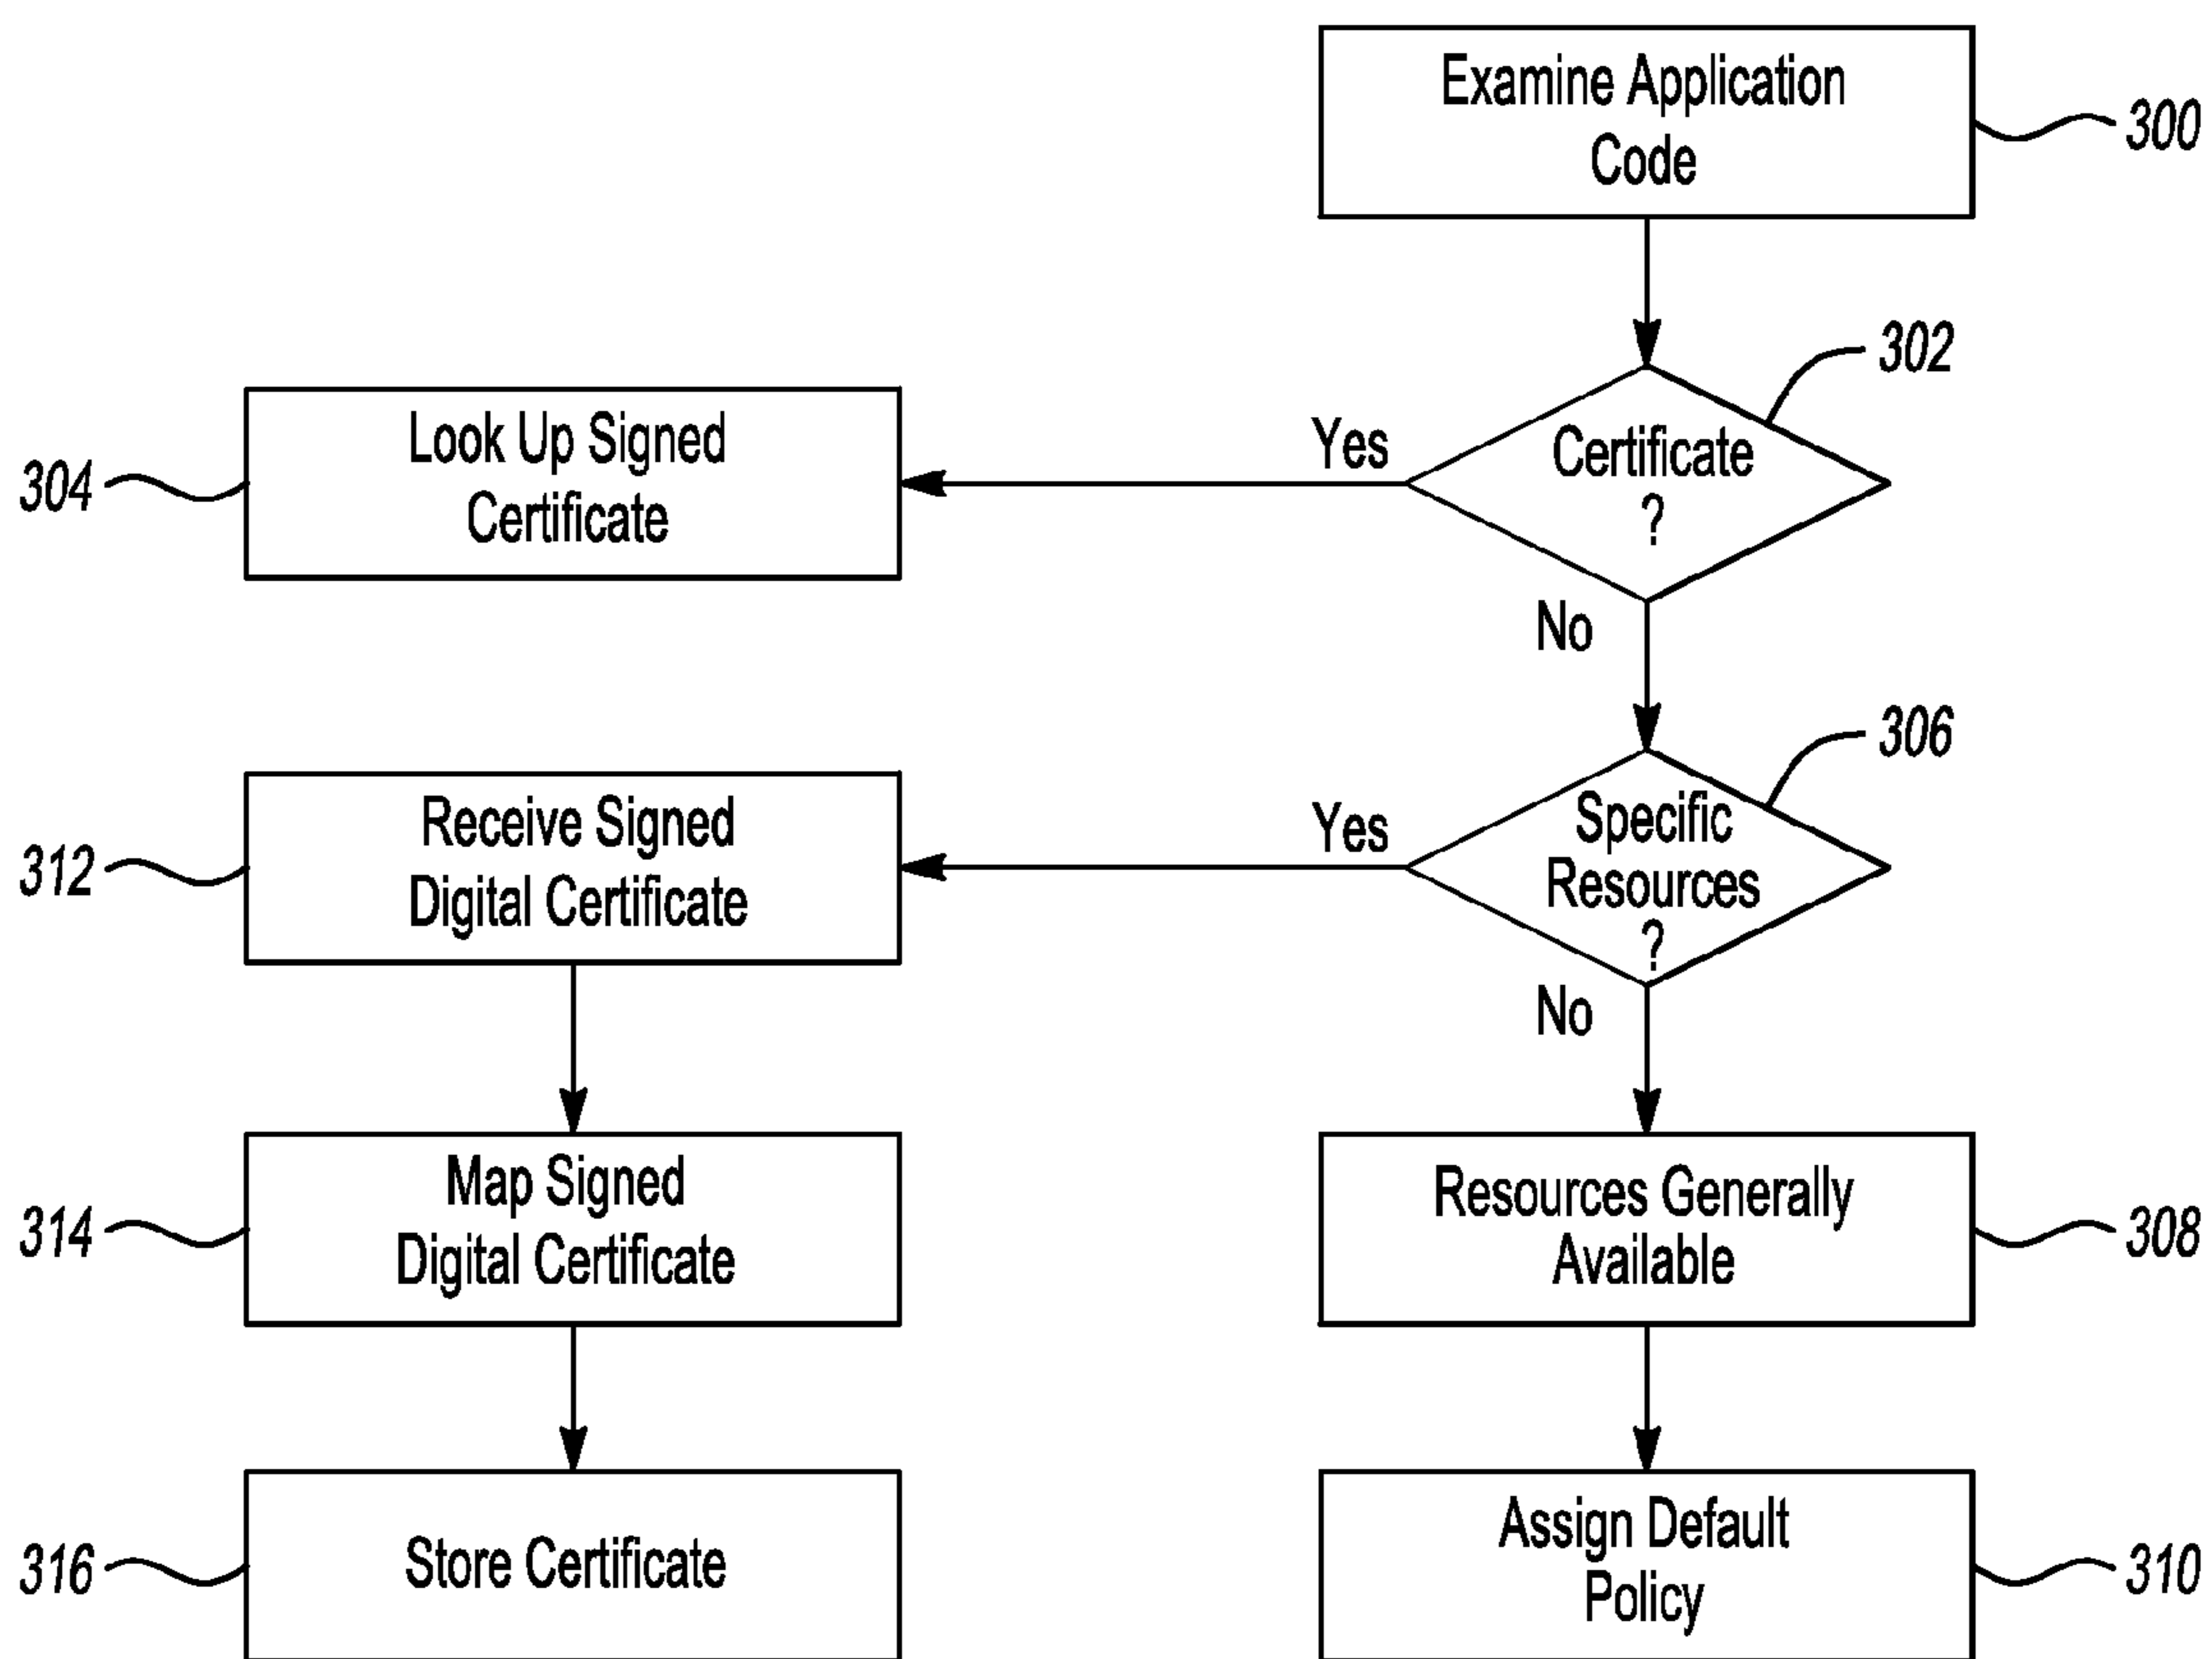 Examine Application
Code
300
302
Certificate
?
Yes
No
Look Up Signed
Certificate
304
306
Specific
Resources
?
Yes
No
Receive Signed
Digital Certificate
312
Map Signed
Digital Certificate
314
Resources Generally
Available
308
Store Certificate
316
Assign Default
Policy
310